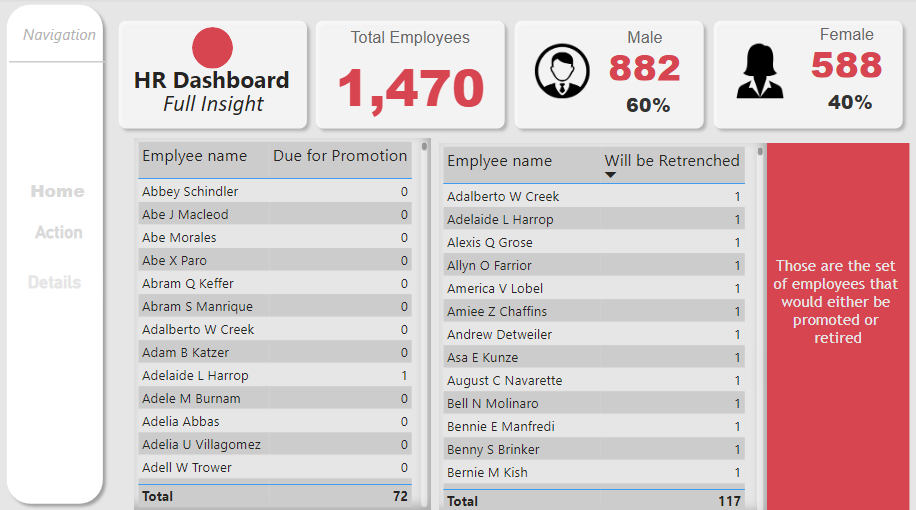 Navigation
Home
Action
Details
HR Dashboard
Full Insight
Total Employees
1,470
Male
882
60%
Female
588
40%
Emplyee name Due for Promotion
Abbey Schindler 0
Abe J Macleod 0
Abe Morales 0
Abe X Paro 0
Abram Q Keffer 0
Abram S Manrique 0
Adalberto W Creek 0
Adam B Katzer 0
Adelaide L Harrop 1
Adele M Burnam 0
Adelia Abbas 0
Adelia U Villagomez 0
Adell W Trower 0
Total 72
Emplyee name Will be Retrenched
Adalberto W Creek 1
Adelaide L Harrop 1
Alexis Q Grose 1
Allyn O Farrior 1
America V Lobel 1
Amiee Z Chaffins 1
Andrew Detweiler 1
Asa E Kunze 1
August C Navarette 1
Bell N Molinaro 1
Bennie E Manfredi 1
Benny S Brinker 1
Bernie M Kish 1
Total 117
Those are the set
of employees that
would either be
promoted or
retired